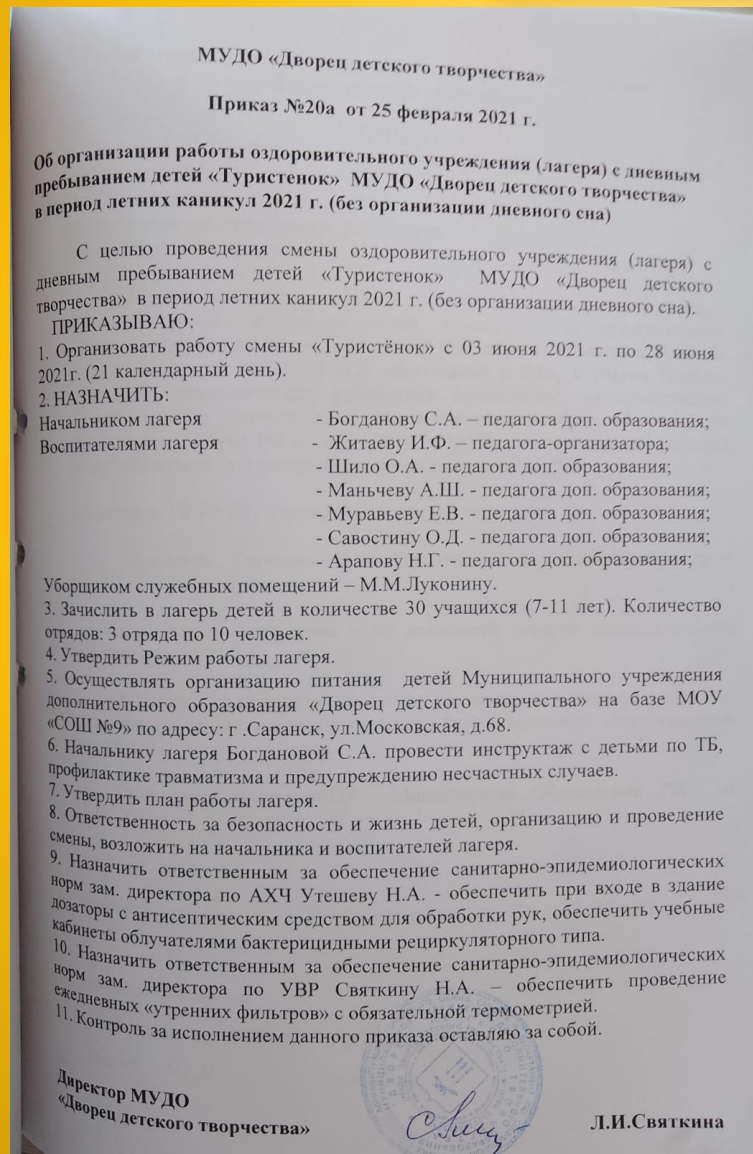 МУДО «Дворец детского творчества»
Приказ №20а от 25 февраля 2021 г.
Об организации работы оздоровительного учреждения (лагеря) с дневным
пребыванием детей «Туристенок» МУДО «Дворец детского творчества»
в период летних каникул 2021 г. (без организации дневного сна)
С целью проведения смены оздоровительного учреждения (лагеря) с
дневным пребыванием детей «Туристенок» МУДО «Дворец детского
творчества» в период летних каникул 2021 г. (без организации дневного сна).
ПРИКАЗЫВАЮ:
1. Организовать работу смены «Туристёнок» с 03 июня 2021 г. по 28 июня
2021г. (21 календарный день).
2. НАЗНАЧИТЬ:
Начальником лагеря - Богданову С.А. – педагога доп. образования;
Воспитателями лагеря - Житаеву И.Ф. – педагога-организатора;
- Шило О.А. - педагога доп. образования;
- Маньчеву А.Ш. - педагога доп. образования;
- Муравьеву Е.В. - педагога доп. образования;
- Савостину О.Д. - педагога доп. образования;
- Арапову Н.Г. - педагога доп. образования;
Уборщиком служебных помещений – М.М.Луконину.
3. Зачислить в лагерь детей в количестве 30 учащихся (7-11 лет). Количество
отрядов: 3 отряда по 10 человек.
4. Утвердить Режим работы лагеря.
5. Осуществлять организацию питания детей Муниципального учреждения
дополнительного образования «Дворец детского творчества» на базе МОУ
«СОШ №9» по адресу: г .Саранск, ул.Московская, д.68.
6. Начальнику лагеря Богдановой С.А. провести инструктаж с детьми по ТБ,
профилактике травматизма и предупреждению несчастных случаев.
7. Утвердить план работы лагеря.
8. Ответственность за безопасность и жизнь детей, организацию и проведение
смены, возложить на начальника и воспитателей лагеря.
9. Назначить ответственным за обеспечение санитарно-эпидемиологических
норм зам. директора по АХЧ Утешеву Н.А. - обеспечить при входе в здание
дозаторы с антисептическим средством для обработки рук, обеспечить учебные
кабинеты облучателями бактерицидными рециркуляторного типа.
10. Назначить ответственным за обеспечение санитарно-эпидемиологических
норм зам. директора по УВР Святкину Н.А. – обеспечить проведение
ежедневных «утренних фильтров» с обязательной термометрией.
11. Контроль за исполнением данного приказа оставляю за собой.
Директор МУДО
«Дворец детского творчества» Л.И.Святкина